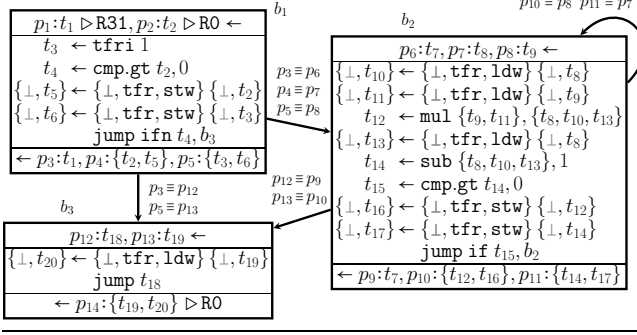 b₁
p₁:t₁ ▷ R31, p₂:t₂ ▷ R0 ←
t₃ ← tfri 1
t₄ ← cmp.gt t₂, 0
{⊥, t₅} ← {⊥, tfr, stw} {⊥, t₂}
{⊥, t₆} ← {⊥, tfr, stw} {⊥, t₃}
jump ifn t₄, b₃
← p₃:t₁, p₄:{t₂, t₅}, p₅:{t₃, t₆}
p₃ ≡ p₆
p₄ ≡ p₇
p₅ ≡ p₈
p₁₀ ≡ p₈ p₁₁ ≡ p₇
b₂
p₆:t₇, p₇:t₈, p₈:t₉ ←
{⊥, t₁₀} ← {⊥, tfr, ldw} {⊥, t₈}
{⊥, t₁₁} ← {⊥, tfr, ldw} {⊥, t₉}
t₁₂ ← mul {t₉, t₁₁}, {t₈, t₁₀, t₁₃}
{⊥, t₁₃} ← {⊥, tfr, ldw} {⊥, t₈}
t₁₄ ← sub {t₈, t₁₀, t₁₃}, 1
t₁₅ ← cmp.gt t₁₄, 0
{⊥, t₁₆} ← {⊥, tfr, stw} {⊥, t₁₂}
{⊥, t₁₇} ← {⊥, tfr, stw} {⊥, t₁₄}
jump if t₁₅, b₂
← p₉:t₇, p₁₀:{t₁₂, t₁₆}, p₁₁:{t₁₄, t₁₇}
p₃ ≡ p₁₂
p₅ ≡ p₁₃
p₁₂ ≡ p₉
p₁₃ ≡ p₁₀
b₃
p₁₂:t₁₈, p₁₃:t₁₉ ←
{⊥, t₂₀} ← {⊥, tfr, ldw} {⊥, t₁₉}
jump t₁₈
← p₁₄:{t₁₉, t₂₀} ▷ R0